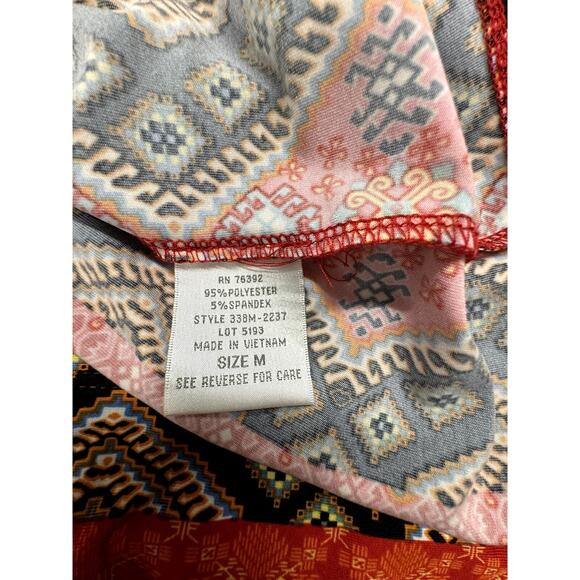 RN 76392
95% POLYESTER
5% SPANDEX
STYLE 338M-2237
LOT 5193
MADE IN VIETNAM
SIZE M
SEE REVERSE FOR CARE